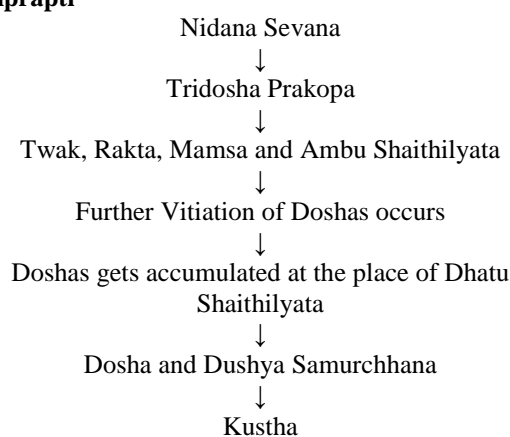 Nidana Sevana
↓
Tridosha Prakopa
↓
Twak, Rakta, Mamsa and Ambu Shaithilyata
↓
Further Vitiation of Doshas occurs
↓
Doshas gets accumulated at the place of Dhatu
Shaithilyata
↓
Dosha and Dushya Samurchhana
↓
Kustha